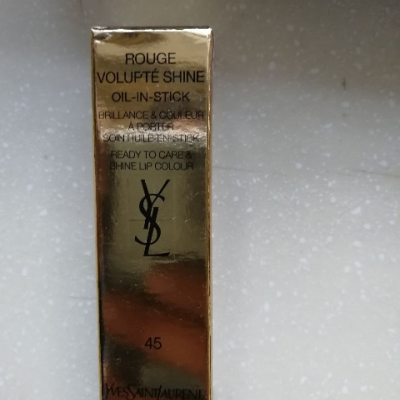 ROUGE
VOLUPTÉ SHINE
OIL-IN-STICK
BRILLANCE & COULEUR
À PORTER
SOIN HUILE-EN-STICK
READY TO CARE &
SHINE LIP COLOUR
YSL
45
YVESSAINTLAURENT